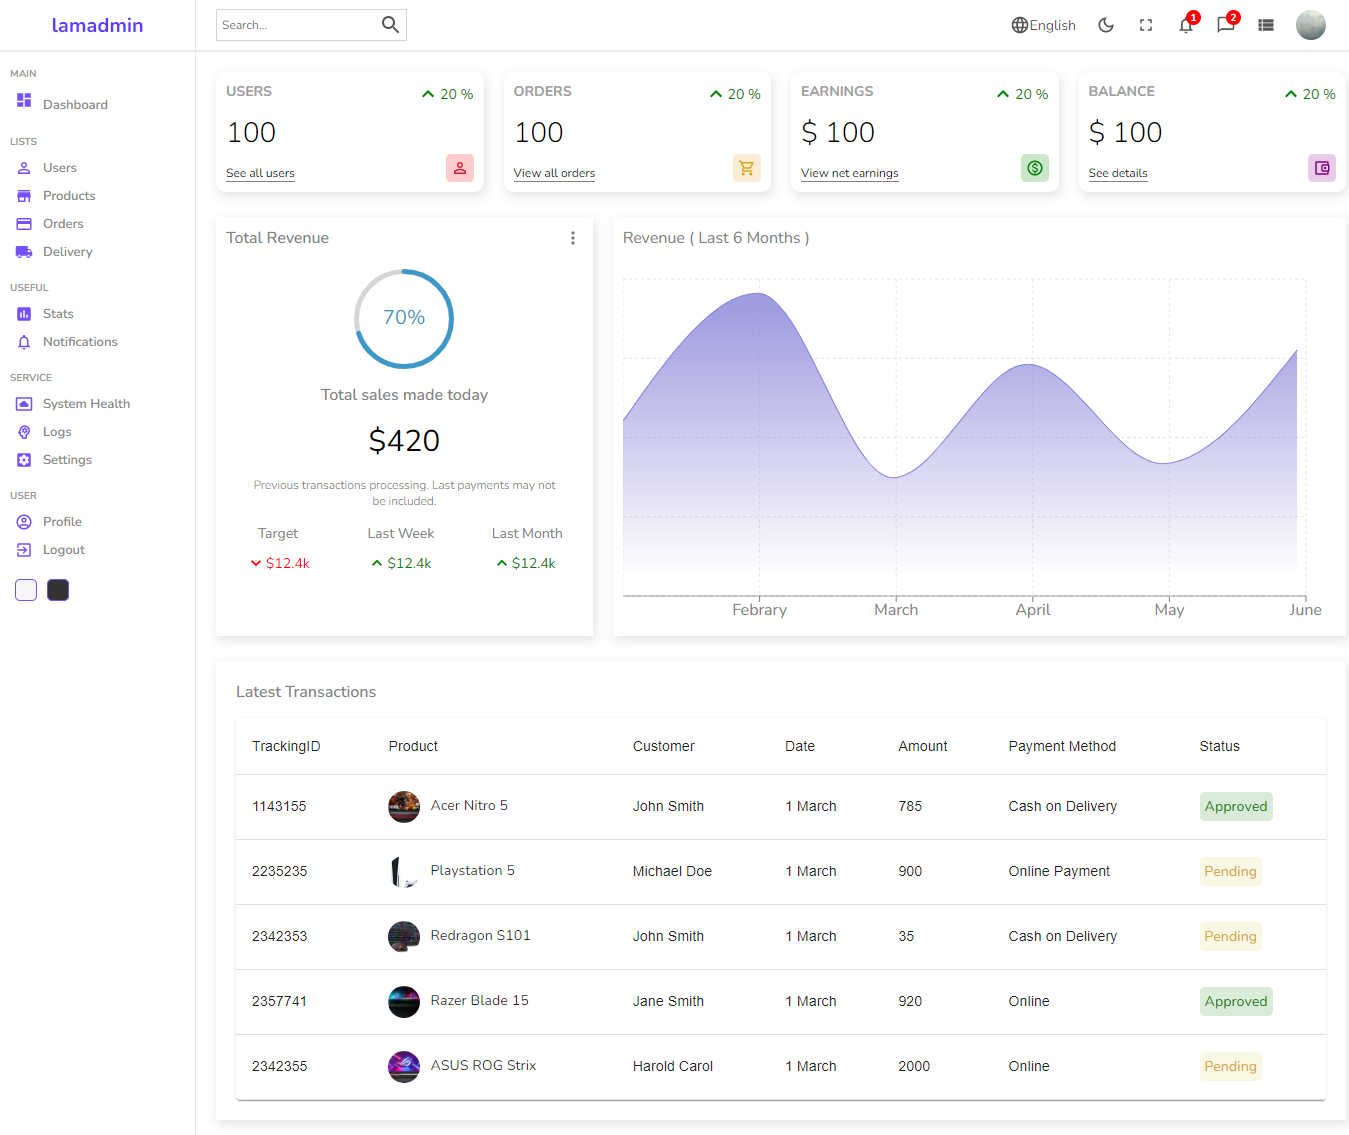 lamadmin
Search...
English
1
2
MAIN
Dashboard
LISTS
Users
Products
Orders
Delivery
USEFUL
Stats
Notifications
SERVICE
System Health
Logs
Settings
USER
Profile
Logout
USERS
20 %
100
See all users
ORDERS
20 %
100
View all orders
EARNINGS
20 %
$ 100
View net earnings
BALANCE
20 %
$ 100
See details
Total Revenue
70%
Total sales made today
$420
Previous transactions processing. Last payments may not
be included.
Target Last Week Last Month
$12.4k $12.4k $12.4k
Revenue ( Last 6 Months )
Febrary March April May June
Latest Transactions
TrackingID Product Customer Date Amount Payment Method Status
1143155 Acer Nitro 5 John Smith 1 March 785 Cash on Delivery Approved
2235235 Playstation 5 Michael Doe 1 March 900 Online Payment Pending
2342353 Redragon S101 John Smith 1 March 35 Cash on Delivery Pending
2357741 Razer Blade 15 Jane Smith 1 March 920 Online Approved
2342355 ASUS ROG Strix Harold Carol 1 March 2000 Online Pending